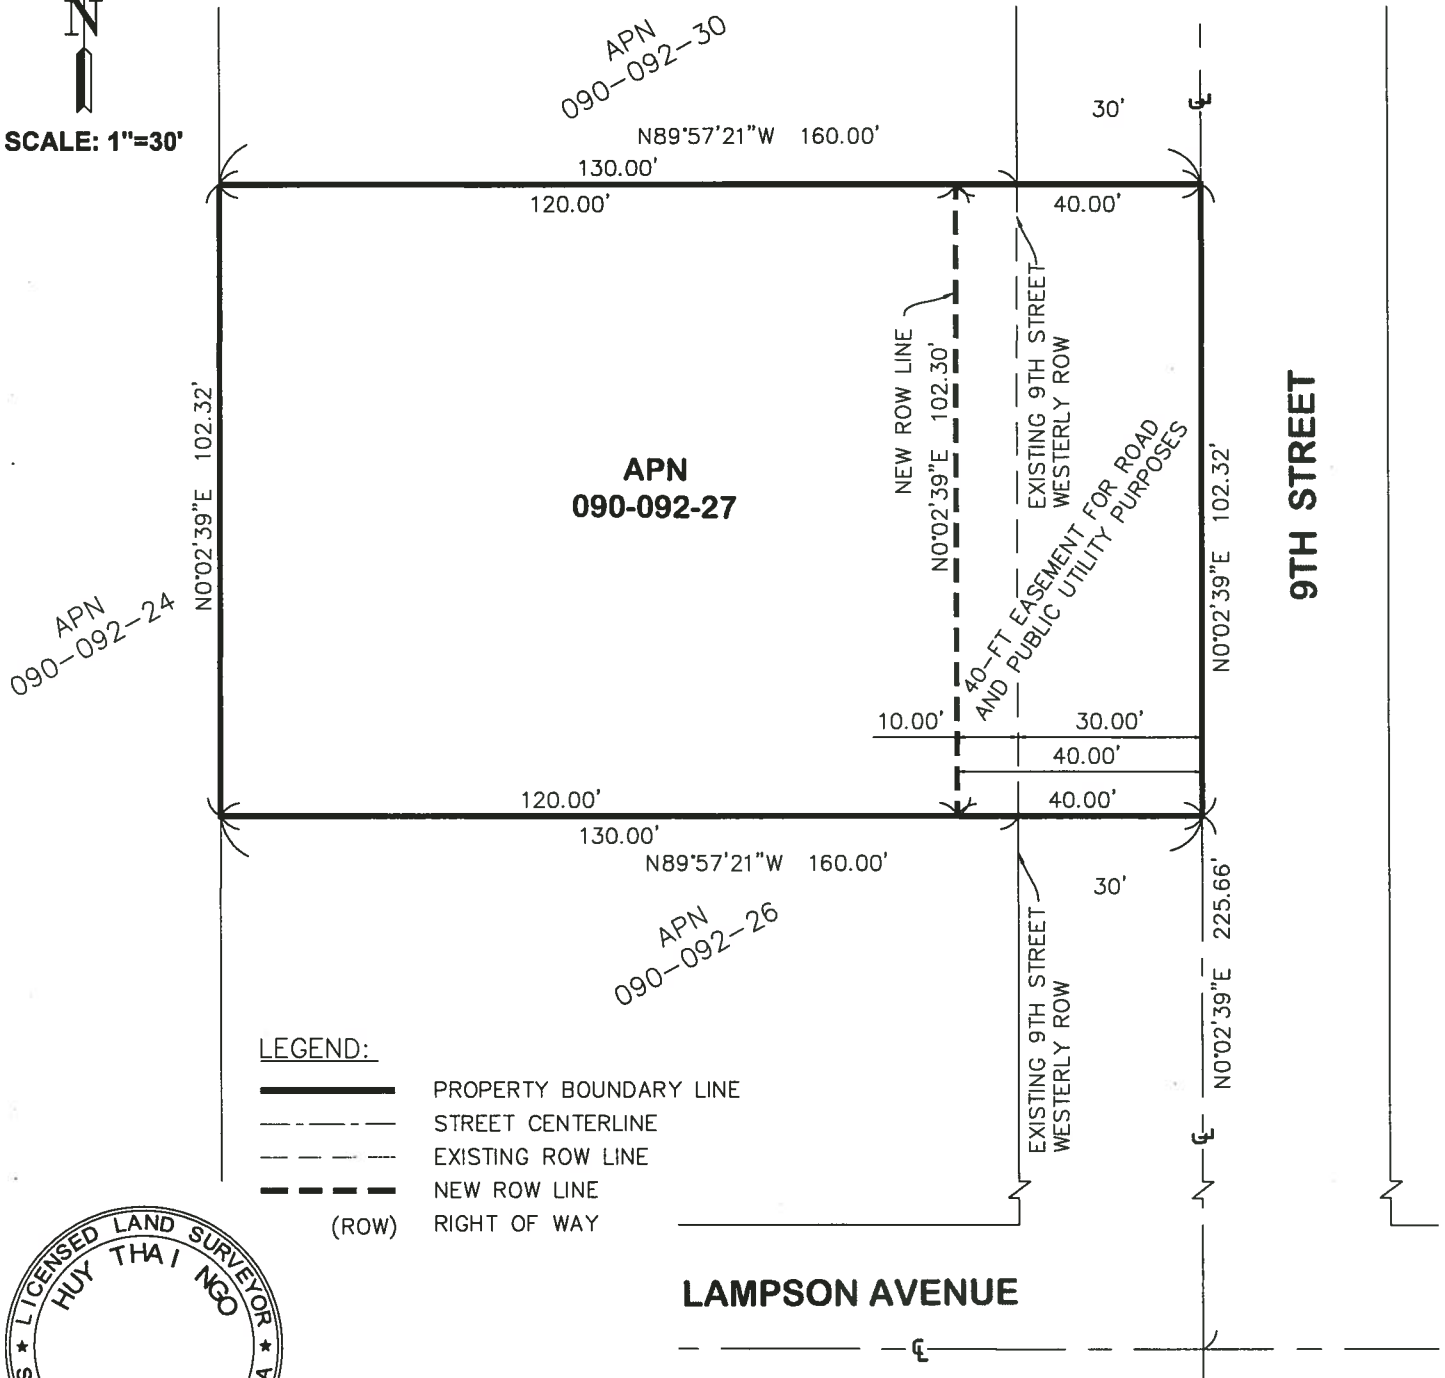 N
SCALE: 1"=30'
APN
090-092-30
30'
N89°57'21"W 160.00'
130.00'
120.00'
40.00'
NEW ROW LINE
N0°02'39"E 102.30'
EXISTING 9TH STREET
WESTERLY ROW
N0°02'39"E 102.32'
APN
090-092-27
40-FT EASEMENT FOR ROAD
AND PUBLIC UTILITY PURPOSES
N0°02'39"E 102.32'
9TH STREET
APN
090-092-24
10.00'
30.00'
40.00'
120.00'
40.00'
130.00'
N89°57'21"W 160.00'
30'
APN
090-092-26
EXISTING 9TH STREET
WESTERLY ROW
N0°02'39"E 225.66'
LEGEND:
PROPERTY BOUNDARY LINE
STREET CENTERLINE
EXISTING ROW LINE
NEW ROW LINE
(ROW) RIGHT OF WAY
LICENSED LAND SURVEYOR
HUY THAI NGO
LAMPSON AVENUE